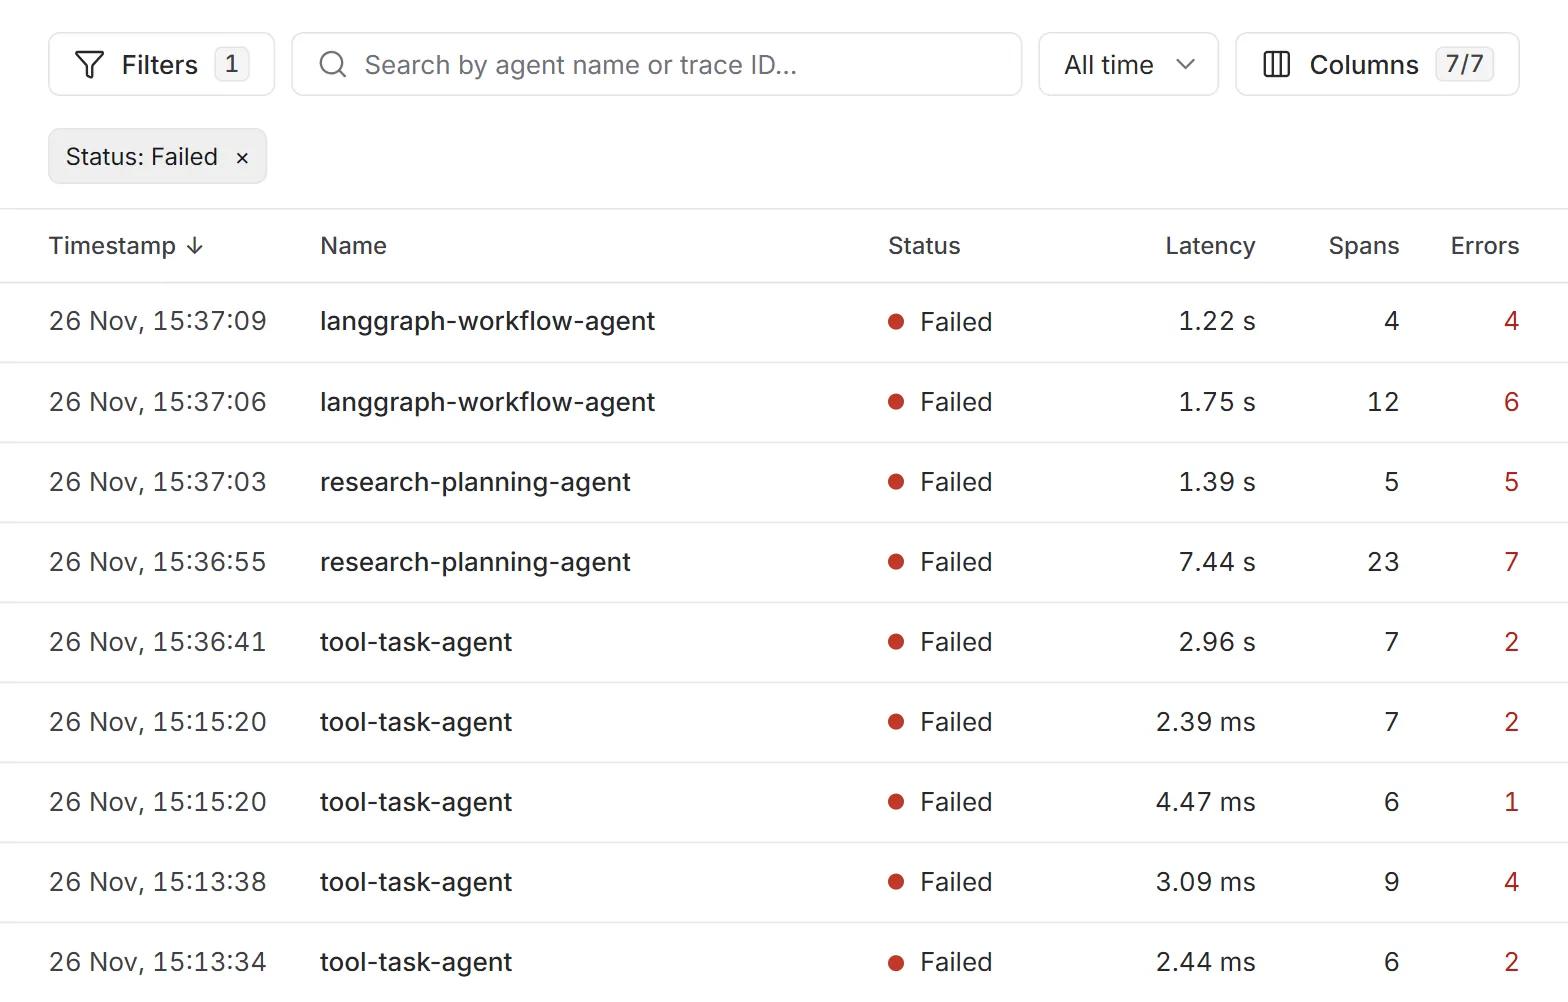 Filters 1 Search by agent name or trace ID... All time Columns 7/7
Status: Failed ×
Timestamp ↓ Name Status Latency Spans Errors
26 Nov, 15:37:09 langgraph-workflow-agent Failed 1.22 s 4 4
26 Nov, 15:37:06 langgraph-workflow-agent Failed 1.75 s 12 6
26 Nov, 15:37:03 research-planning-agent Failed 1.39 s 5 5
26 Nov, 15:36:55 research-planning-agent Failed 7.44 s 23 7
26 Nov, 15:36:41 tool-task-agent Failed 2.96 s 7 2
26 Nov, 15:15:20 tool-task-agent Failed 2.39 ms 7 2
26 Nov, 15:15:20 tool-task-agent Failed 4.47 ms 6 1
26 Nov, 15:13:38 tool-task-agent Failed 3.09 ms 9 4
26 Nov, 15:13:34 tool-task-agent Failed 2.44 ms 6 2